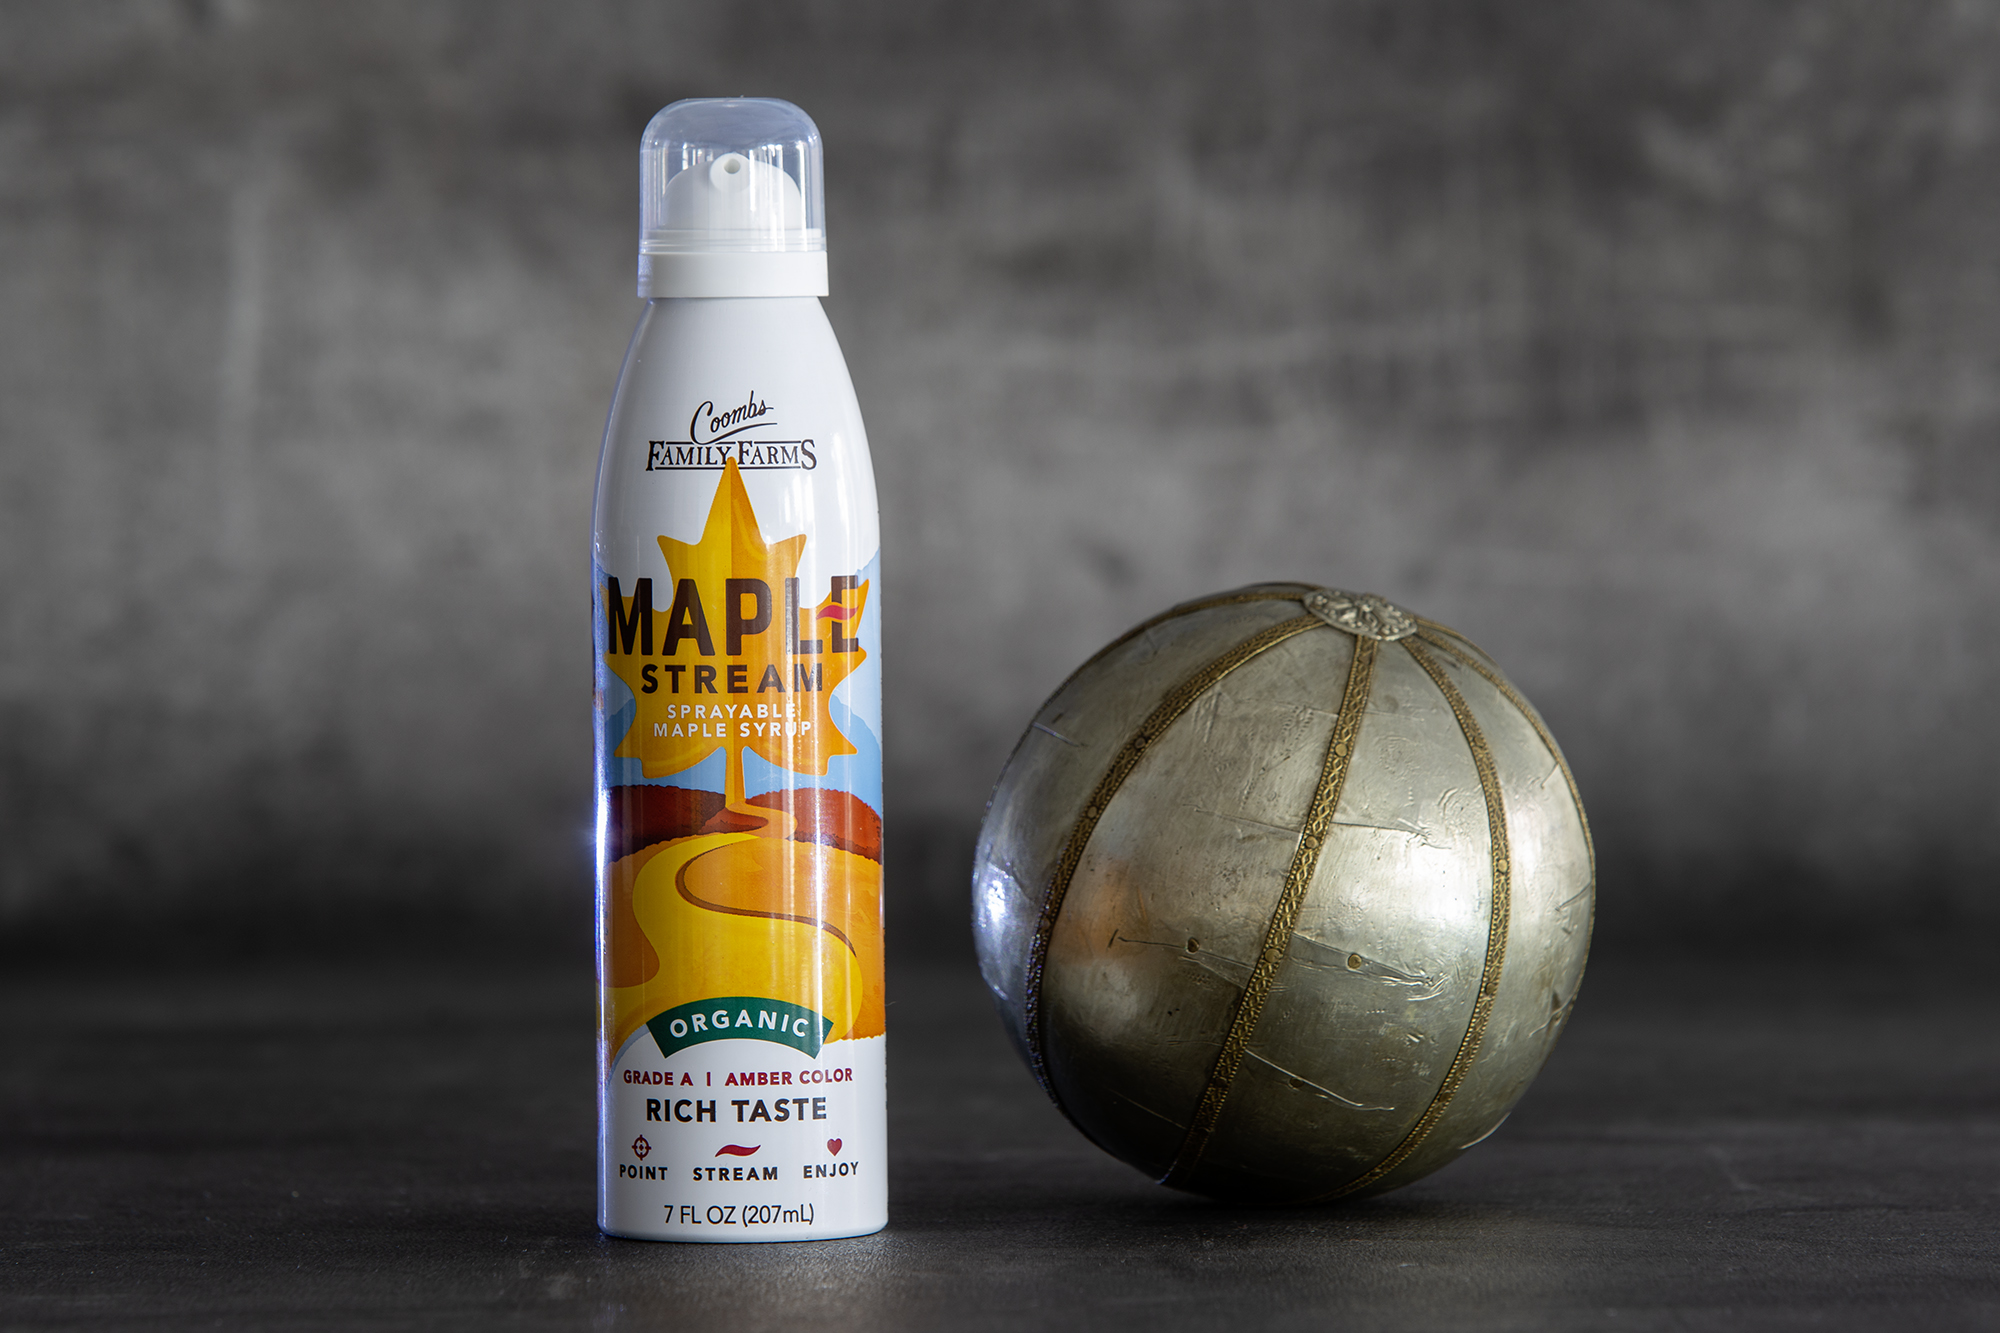 Coombs
FAMILY FARMS
MAPLE
STREAM
SPRAYABLE
MAPLE SYRUP
ORGANIC
GRADE A | AMBER COLOR
RICH TASTE
POINT STREAM ENJOY
7 FL OZ (207mL)